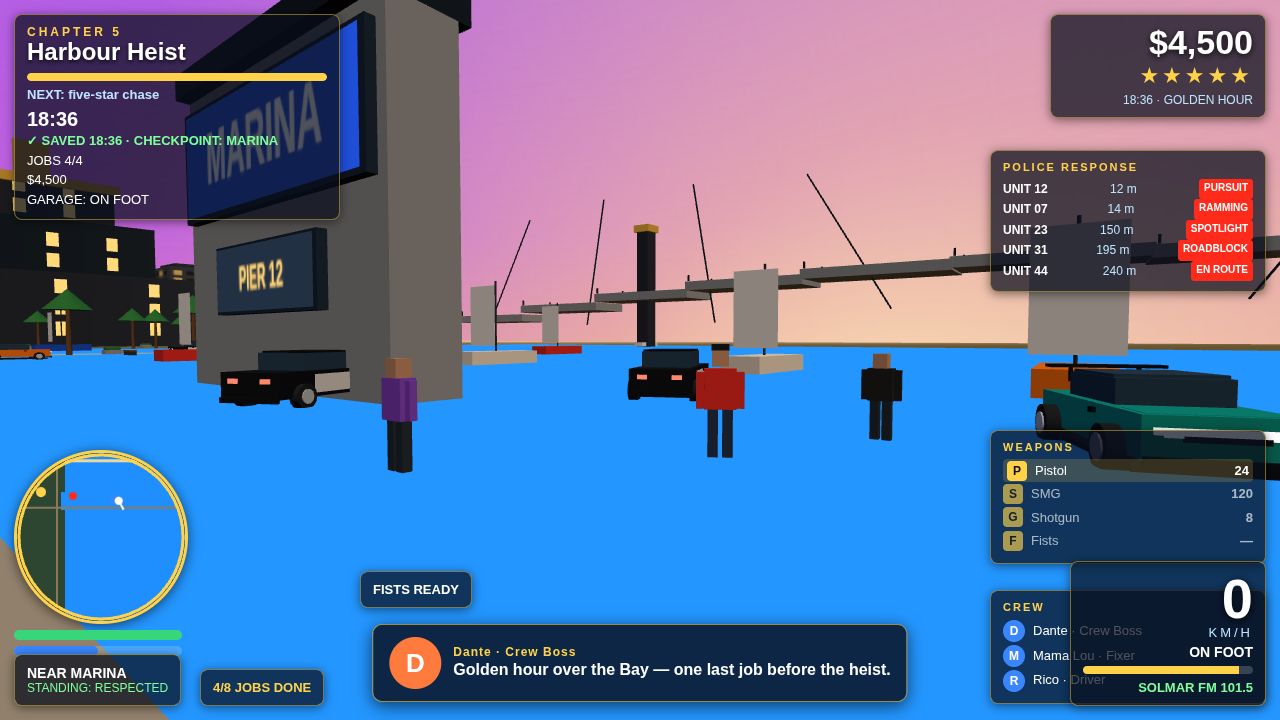 CHAPTER 5
Harbour Heist
NEXT: five-star chase
18:36
✓ SAVED 18:36 · CHECKPOINT: MARINA
JOBS 4/4
$4,500
GARAGE: ON FOOT
MARINA
PIER 12
$4,500
★★★★★
18:36 · GOLDEN HOUR
POLICE RESPONSE
UNIT 12 12 m PURSUIT
UNIT 07 14 m RAMMING
UNIT 23 150 m SPOTLIGHT
UNIT 31 195 m ROADBLOCK
UNIT 44 240 m EN ROUTE
WEAPONS
P Pistol 24
S SMG 120
G Shotgun 8
F Fists —
CREW
D Dante · Crew Boss
M Mama Lou · Fixer
R Rico · Driver
0
KM/H
ON FOOT
SOLMAR FM 101.5
FISTS READY
D
Dante · Crew Boss
Golden hour over the Bay — one last job before the heist.
NEAR MARINA
STANDING: RESPECTED
4/8 JOBS DONE